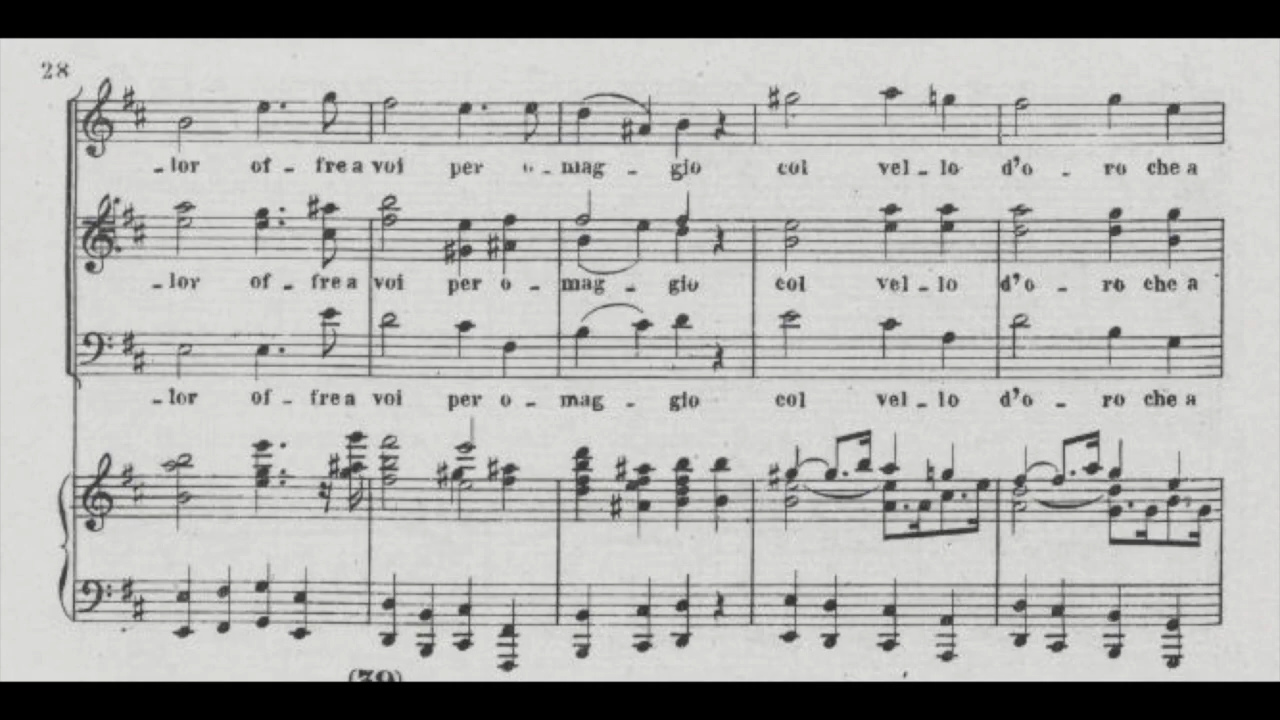 28
-lor of - fre a voi per o - mag - gio col vel - lo d'o - ro che a
-lor of - fre a voi per o - mag - gio col vel - lo d'o - ro che a
-lor of - fre a voi per o - mag - gio col vel - lo d'o - ro che a
(39)